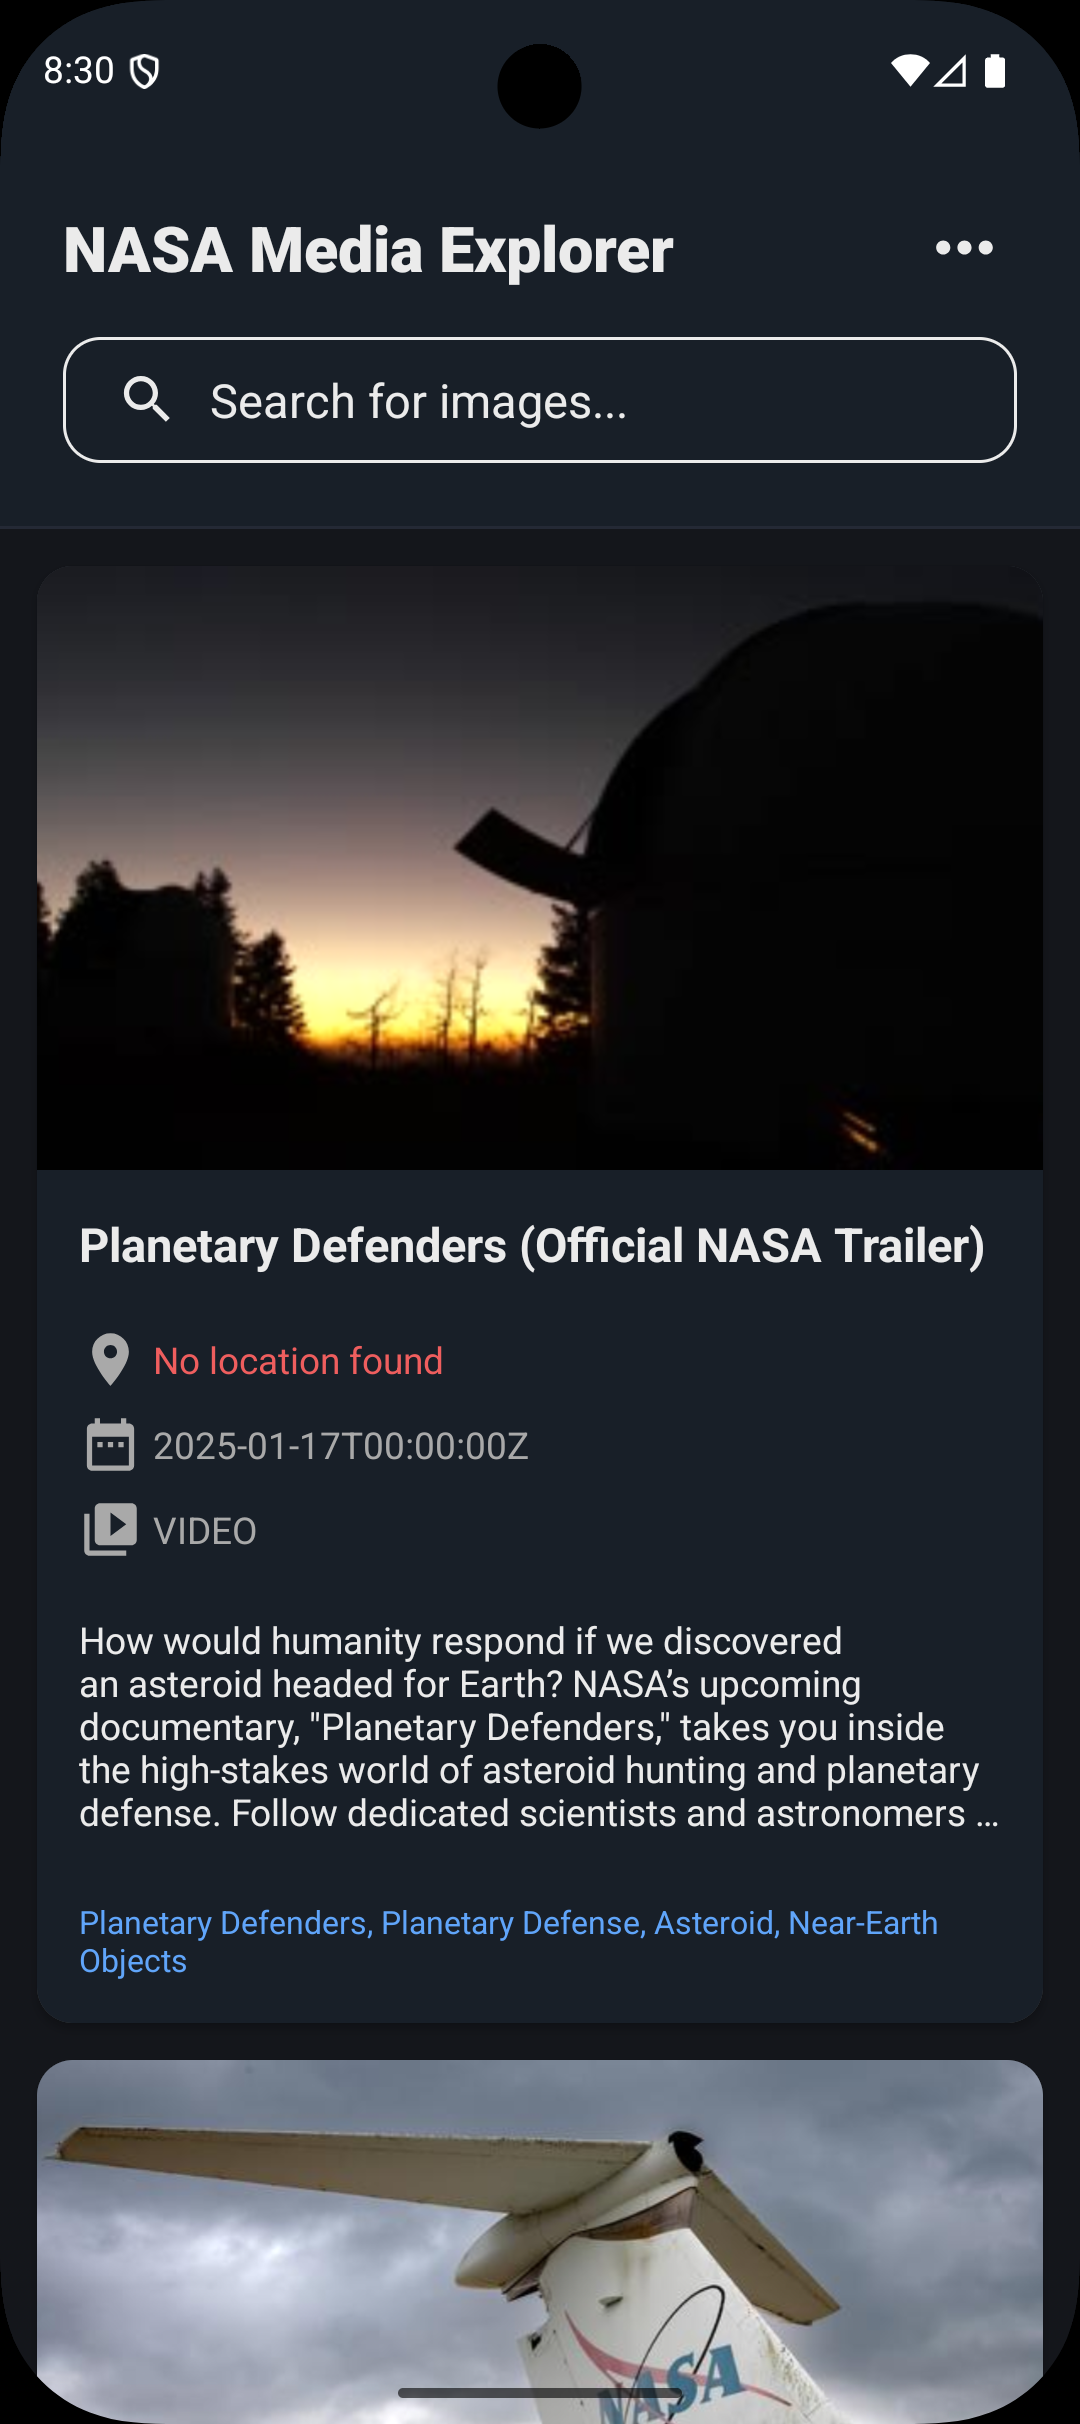 8:30
NASA Media Explorer
Search for images...
Planetary Defenders (Official NASA Trailer)
No location found
2025-01-17T00:00:00Z
VIDEO
How would humanity respond if we discovered
an asteroid headed for Earth? NASA’s upcoming
documentary, "Planetary Defenders," takes you inside
the high-stakes world of asteroid hunting and planetary
defense. Follow dedicated scientists and astronomers ...
Planetary Defenders, Planetary Defense, Asteroid, Near-Earth
Objects
NASA